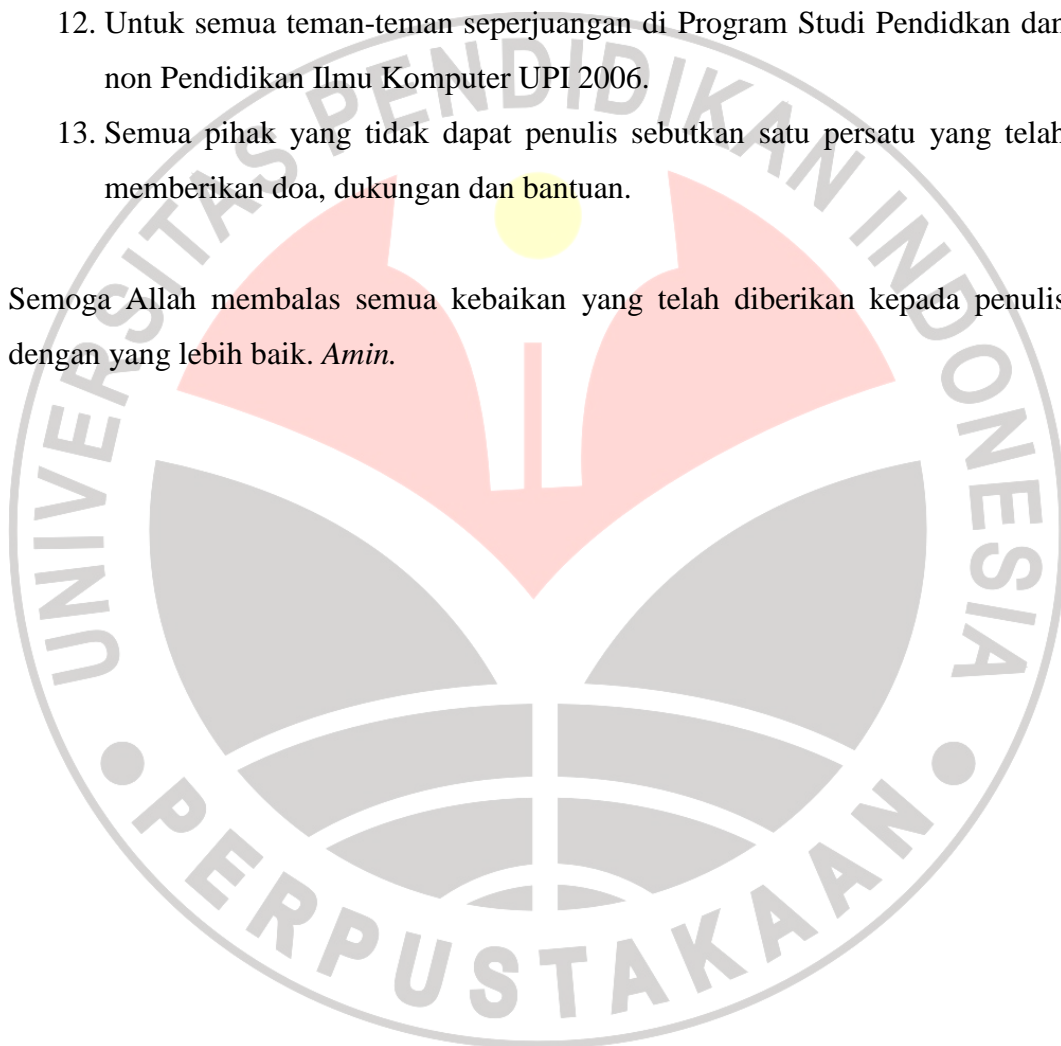 12. Untuk semua teman-teman seperjuangan di Program Studi Pendidkan dan
non Pendidikan Ilmu Komputer UPI 2006.
13. Semua pihak yang tidak dapat penulis sebutkan satu persatu yang telah
memberikan doa, dukungan dan bantuan.
Semoga Allah membalas semua kebaikan yang telah diberikan kepada penulis
dengan yang lebih baik. Amin.
UNIVERSITAS PENDIDIKAN INDONESIA
PERPUSTAKAAN